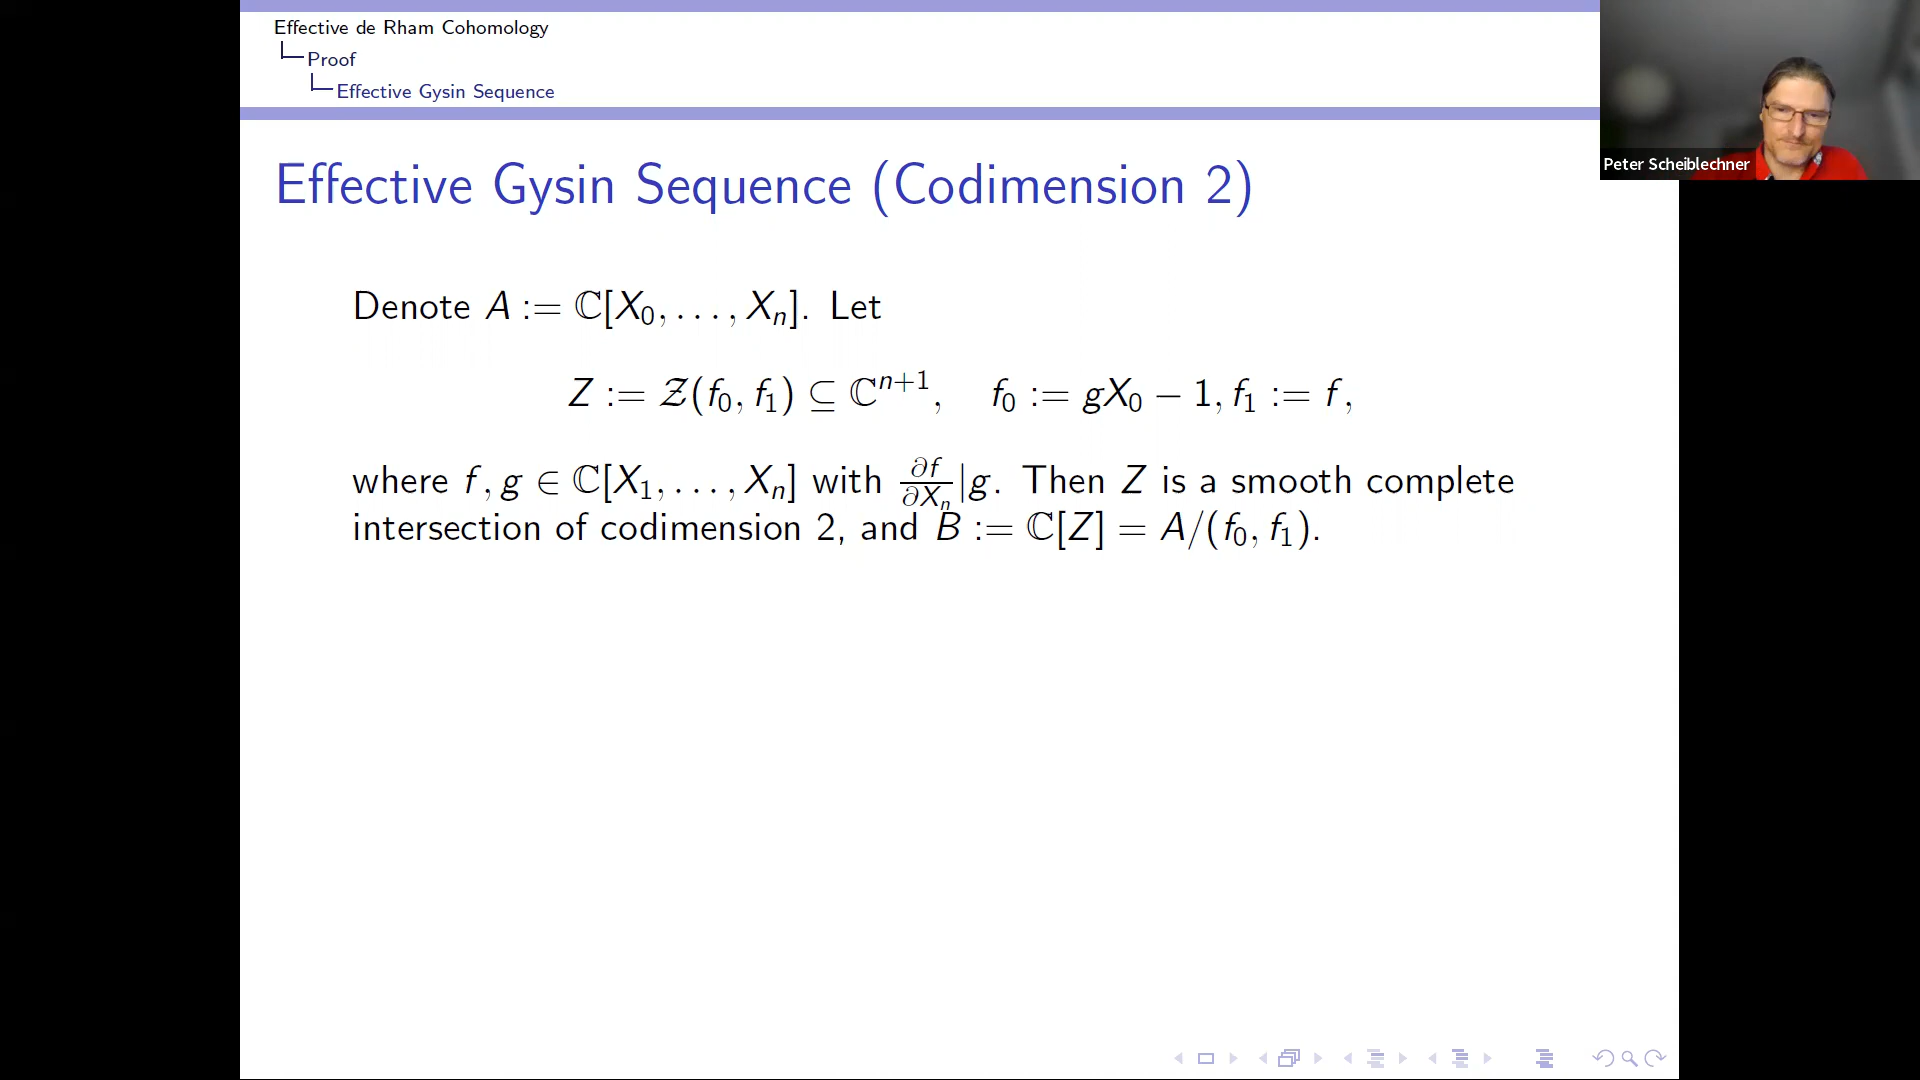 Effective de Rham Cohomology
Proof
Effective Gysin Sequence
Peter Scheiblechner
Effective Gysin Sequence (Codimension 2)
Denote A := ℂ[X₀, . . . , Xₙ]. Let
Z := 𝒵(f₀, f₁) ⊆ ℂⁿ⁺¹, f₀ := gX₀ − 1, f₁ := f,
where f, g ∈ ℂ[X₁, . . . , Xₙ] with ∂f/∂Xₙ|g. Then Z is a smooth complete
intersection of codimension 2, and B := ℂ[Z] = A/(f₀, f₁).